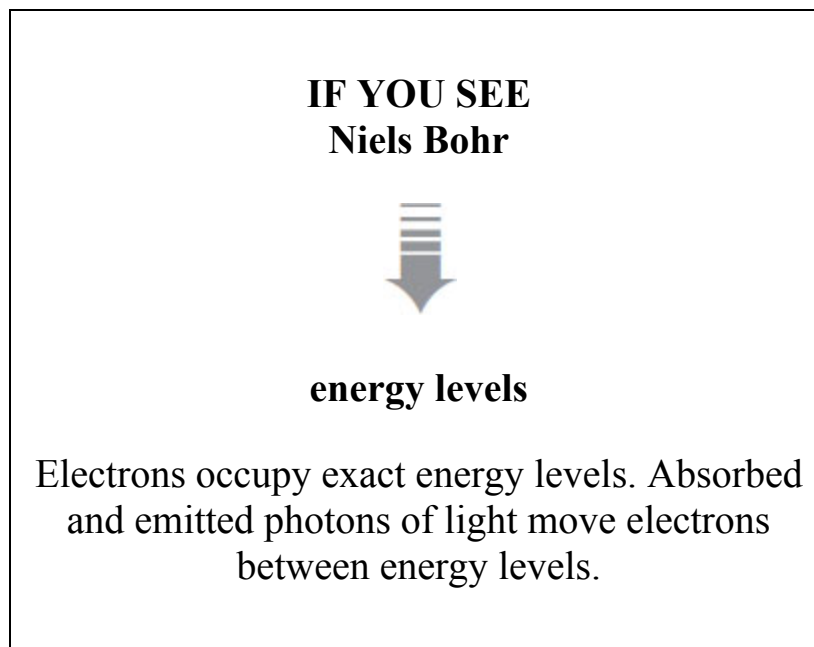 IF YOU SEE
Niels Bohr
energy levels
Electrons occupy exact energy levels. Absorbed
and emitted photons of light move electrons
between energy levels.